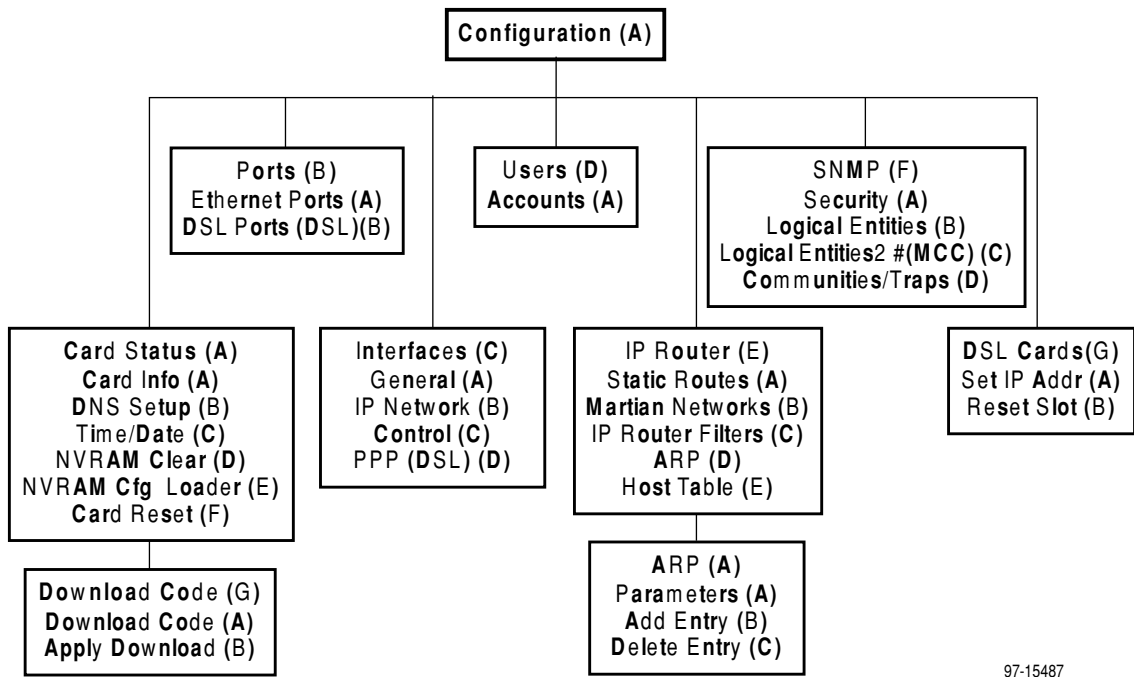 Configuration (A)
Ports (B)
Ethernet Ports (A)
DSL Ports (DSL)(B)
Users (D)
Accounts (A)
SNMP (F)
Security (A)
Logical Entities (B)
Logical Entities2 #(MCC) (C)
Communities/Traps (D)
Card Status (A)
Card Info (A)
DNS Setup (B)
Time/Date (C)
NVRAM Clear (D)
NVRAM Cfg Loader (E)
Card Reset (F)
Interfaces (C)
General (A)
IP Network (B)
Control (C)
PPP (DSL) (D)
IP Router (E)
Static Routes (A)
Martian Networks (B)
IP Router Filters (C)
ARP (D)
Host Table (E)
DSL Cards(G)
Set IP Addr (A)
Reset Slot (B)
Download Code (G)
Download Code (A)
Apply Download (B)
ARP (A)
Parameters (A)
Add Entry (B)
Delete Entry (C)
97-15487